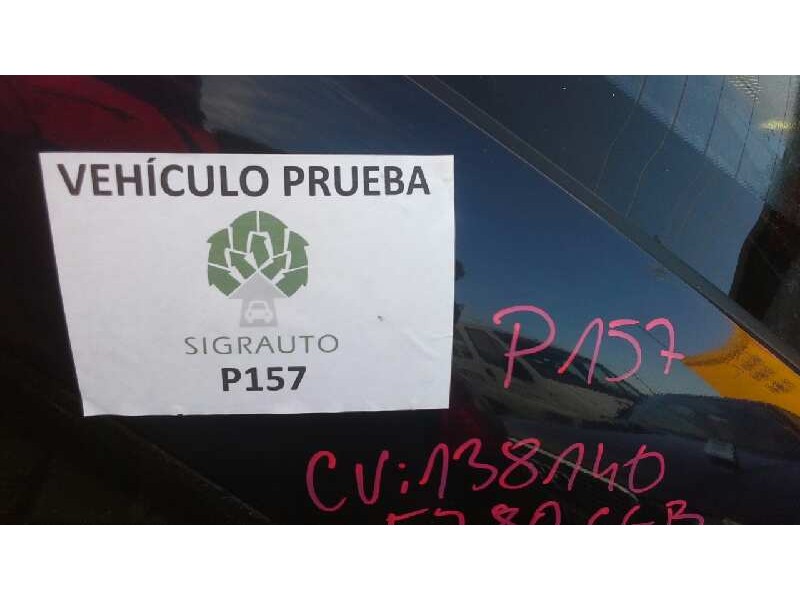 VEHÍCULO PRUEBA
SIGRAUTO
P157
P157
CV:138140